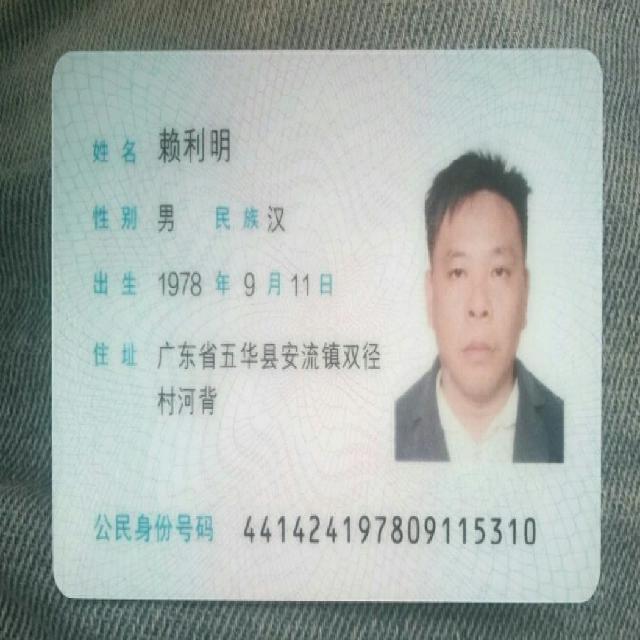 姓名 赖利明
性别 男 民族 汉
出生 1978 年 9 月 11 日
住址 广东省五华县安流镇双径
村河背
公民身份号码 441424197809115310